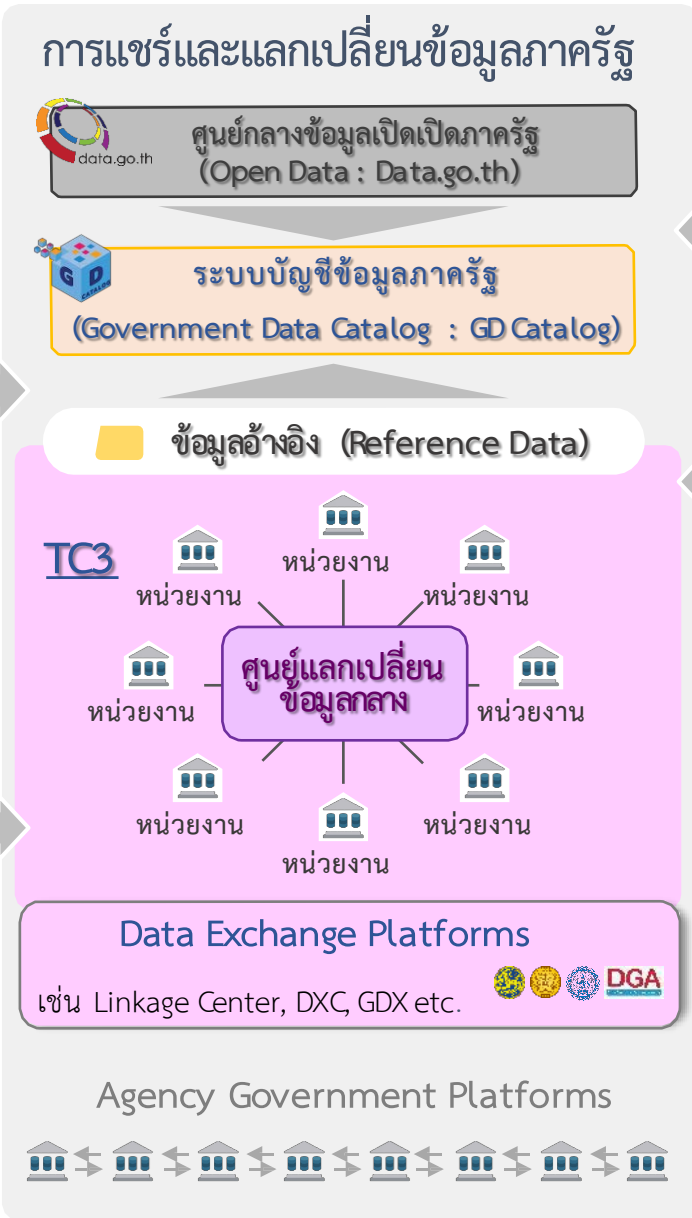 การแชร์และแลกเปลี่ยนข้อมูลภาครัฐ
data.go.th
ศูนย์กลางข้อมูลเปิดเปิดภาครัฐ
(Open Data : Data.go.th)
G D
CATALOG
ระบบบัญชีข้อมูลภาครัฐ
(Government Data Catalog : GD Catalog)
ข้อมูลอ้างอิง (Reference Data)
TC3
หน่วยงาน
หน่วยงาน
หน่วยงาน
ศูนย์แลกเปลี่ยน
ข้อมูลกลาง
หน่วยงาน
หน่วยงาน
หน่วยงาน
หน่วยงาน
หน่วยงาน
Data Exchange Platforms
เช่น Linkage Center, DXC, GDX etc.
DGA
Agency Government Platforms